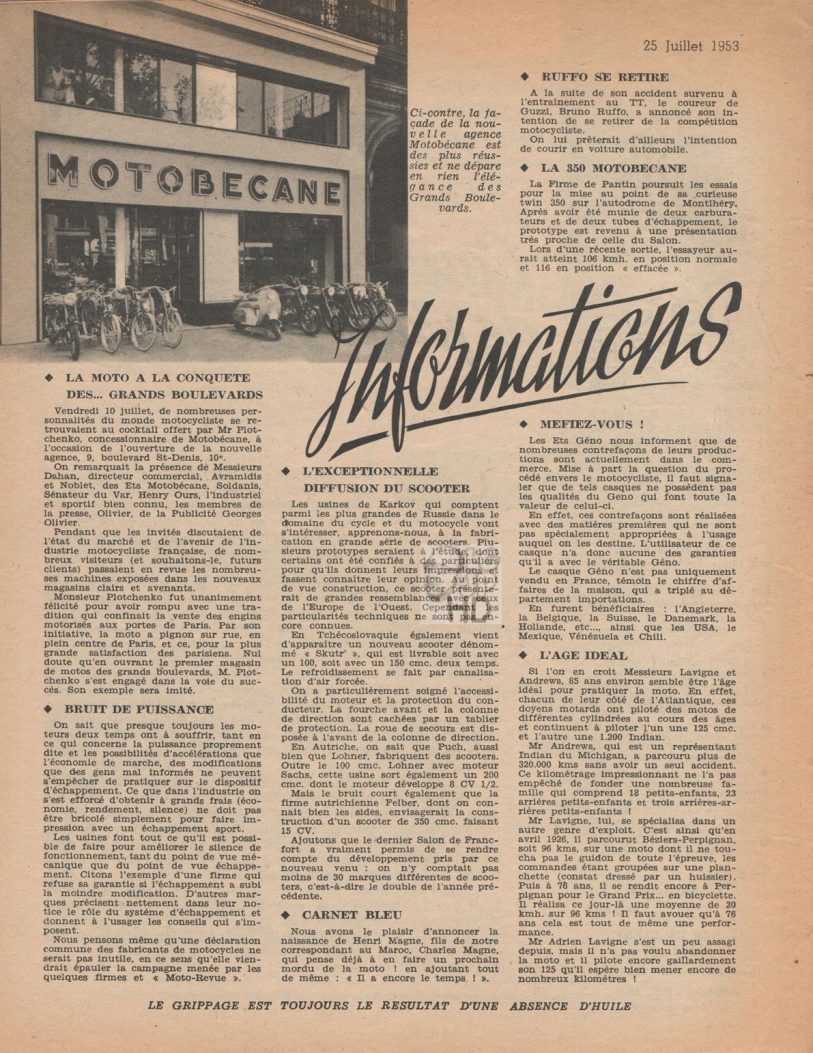 25 Juillet 1953
MOTOBECANE
Ci-contre, la fa-
çade de la nou-
velle agence
Motobécane est
des plus réus-
sies et ne dépare
en rien l'élé-
gance des
Grands Boule-
vards.
◆ RUFFO SE RETIRE
A la suite de son accident survenu à
l'entraînement au TT, le coureur de
Guzzi, Bruno Ruffo, a annoncé son in-
tention de se retirer de la compétition
motocycliste.
On lui prêterait d'ailleurs l'intention
de courir en voiture automobile.
◆ LA 350 MOTOBECANE
La Firme de Pantin poursuit les essais
pour la mise au point de sa curieuse
twin 350 sur l'autodrome de Montlhéry.
Après avoir été munie de deux carbura-
teurs et de deux tubes d'échappement, le
prototype est revenu à une présentation
très proche de celle du Salon.
Lors d'une récente sortie, l'essayeur au-
rait atteint 106 kmh. en position normale
et 116 en position « effacée ».
Informations
◆ LA MOTO A LA CONQUETE
DES... GRANDS BOULEVARDS
Vendredi 10 juillet, de nombreuses per-
sonnalités du monde motocycliste se re-
trouvaient au cocktail offert par Mr Plot-
chenko, concessionnaire de Motobécane, à
l'occasion de l'ouverture de la nouvelle
agence, 9, boulevard St-Denis, 10e.
On remarquait la présence de Messieurs
Dahan, directeur commercial, Avramidis
et Noblet, des Ets Motobécane, Soldanis,
Sénateur du Var, Henry Ours, l'industriel
et sportif bien connu, les membres de
la presse, Olivier, de la Publicité Georges
Olivier.
Pendant que les invités discutaient de
l'état du marché et de l'avenir de l'in-
dustrie motocycliste française, de nom-
breux visiteurs (et souhaitons-le, futurs
clients) passaient en revue les nombreu-
ses machines exposées dans les nouveaux
magasins clairs et avenants.
Monsieur Plotchenko fut unanimement
félicité pour avoir rompu avec une tra-
dition qui confinait la vente des engins
motorisés aux portes de Paris. Par son
initiative, la moto a pignon sur rue, en
plein centre de Paris, et ce, pour la plus
grande satisfaction des parisiens. Nul
doute qu'en ouvrant le premier magasin
de motos des grands Boulevards, M. Plot-
chenko s'est engagé dans la voie du suc-
cés. Son exemple sera imité.
◆ BRUIT DE PUISSANCE
On sait que presque toujours les mo-
teurs deux temps ont à souffrir, tant en
ce qui concerne la puissance proprement
dite et les possibilités d'accélérations que
l'économie de marche, des modifications
que des gens mal informés ne peuvent
s'empêcher de pratiquer sur le dispositif
d'échappement. Ce que dans l'industrie on
s'est efforcé d'obtenir à grands frais (éco-
nomie, rendement, silence) ne doit pas
être bricolé simplement pour faire im-
pression avec un échappement sport.
Les usines font tout ce qu'il est possi-
ble de faire pour améliorer le silence de
fonctionnement, tant du point de vue mé-
canique que du point de vue échappe-
ment. Citons l'exemple d'une firme qui
refuse sa garantie si l'échappement a subi
la moindre modification. D'autres mar-
ques précisent nettement dans leur no-
tice le rôle du système d'échappement et
donnent à l'usager les conseils qui s'im-
posent.
Nous pensons même qu'une déclaration
commune des fabricants de motocycles ne
serait pas inutile, en ce sens qu'elle vien-
drait épauler la campagne menée par les
quelques firmes et « Moto-Revue ».
◆ L'EXCEPTIONNELLE
DIFFUSION DU SCOOTER
Les usines de Karkov qui comptent
parmi les plus grandes de Russie dans le
domaine du cycle et du motocycle vont
s'intéresser, apprenons-nous, à la fabri-
cation en grande série de scooters. Plu-
sieurs prototypes seraient à l'étude, dont
certains ont été confiés à des particuliers
pour qu'ils donnent leurs impressions et
fassent connaître leur opinion. Au point
de vue construction, ce scooter présente-
rait de grandes ressemblances avec ceux
de l'Europe de l'Ouest. Cependant les
particularités techniques ne sont pas en-
core connues.
En Tchécoslovaquie également vient
d'apparaître un nouveau scooter dénom-
mé « Skutr' », qui est livrable soit avec
un 100, soit avec un 150 cmc. deux temps.
Le refroidissement se fait par canalisa-
tion d'air forcée.
On a particulièrement soigné l'accessi-
bilité du moteur et la protection du con-
ducteur. La fourche avant et la colonne
de direction sont cachées par un tablier
de protection. La roue de secours est dis-
posée à l'avant de la colonne de direction.
En Autriche, on sait que Puch, aussi
bien que Lohner, fabriquent des scooters.
Outre le 100 cmc. Lohner avec moteur
Sachs, cette usine sort également un 200
cmc. dont le moteur développe 8 CV 1/2.
Mais le bruit court également que la
firme autrichienne Felber, dont on con-
nait bien les sides, envisagerait la cons-
truction d'un scooter de 350 cmc. faisant
15 CV.
Ajoutons que le dernier Salon de Franc-
fort a vraiment permis de se rendre
compte du développement pris par ce
nouveau venu : on n'y comptait pas
moins de 30 marques différentes de scoo-
ters, c'est-à-dire le double de l'année pré-
cédente.
◆ CARNET BLEU
Nous avons le plaisir d'annoncer la
naissance de Henri Magne, fils de notre
correspondant au Maroc, Charles Magne,
qui pense déjà à en faire un prochain
mordu de la moto ! en ajoutant tout
de même : « Il a encore le temps ! ».
◆ MEFIEZ-VOUS !
Les Ets Géno nous informent que de
nombreuses contrefaçons de leurs produc-
tions sont actuellement dans le com-
merce. Mise à part la question du pro-
cédé envers le motocycliste, il faut signa-
ler que de tels casques ne possèdent pas
les qualités du Geno qui font toute la
valeur de celui-ci.
En effet, ces contrefaçons sont réalisées
avec des matières premières qui ne sont
pas spécialement appropriées à l'usage
auquel on les destine. L'utilisateur de ce
casque n'a donc aucune des garanties
qu'il a avec le véritable Géno.
Le casque Géno n'est pas uniquement
vendu en France, témoin le chiffre d'af-
faires de la maison, qui a triplé au dé-
partement importations.
En furent bénéficiaires : l'Angleterre,
la Belgique, la Suisse, le Danemark, la
Hollande, etc..., ainsi que les USA, le
Mexique, Vénézuela et Chili.
◆ L'AGE IDEAL
Si l'on en croit Messieurs Lavigne et
Andrews, 85 ans environ semble être l'âge
idéal pour pratiquer la moto. En effet,
chacun de leur côté de l'Atlantique, ces
doyens motards ont piloté des motos de
différentes cylindrées au cours des âges
et continuent à piloter l'un une 125 cmc.
et l'autre une 1.200 Indian.
Mr Andrews, qui est un représentant
Indian du Michigan, a parcouru plus de
320.000 kms sans avoir un seul accident.
Ce kilométrage impressionnant ne l'a pas
empêché de fonder une nombreuse fa-
mille qui comprend 18 petits-enfants, 23
arrières petits-enfants et trois arrières-ar-
rières petits-enfants !
Mr Lavigne, lui, se spécialisa dans un
autre genre d'exploit. C'est ainsi qu'en
avril 1926, il parcourut Béziers-Perpignan,
soit 96 kms, sur une moto dont il ne tou-
cha pas le guidon de toute l'épreuve, les
commandes étant groupées sur une plan-
chette (constat dressé par un huissier).
Puis à 76 ans, il se rendit encore à Per-
pignan pour le Grand Prix... en bicyclette.
Il réalisa ce jour-là une moyenne de 20
kmh. sur 96 kms ! Il faut avouer qu'à 76
ans cela est tout de même une perfor-
mance.
Mr Adrien Lavigne s'est un peu assagi
depuis, mais il n'a pas voulu abandonner
la moto et il pilote encore gaillardement
son 125 qu'il espère bien mener encore de
nombreux kilomètres !
LE GRIPPAGE EST TOUJOURS LE RESULTAT D'UNE ABSENCE D'HUILE